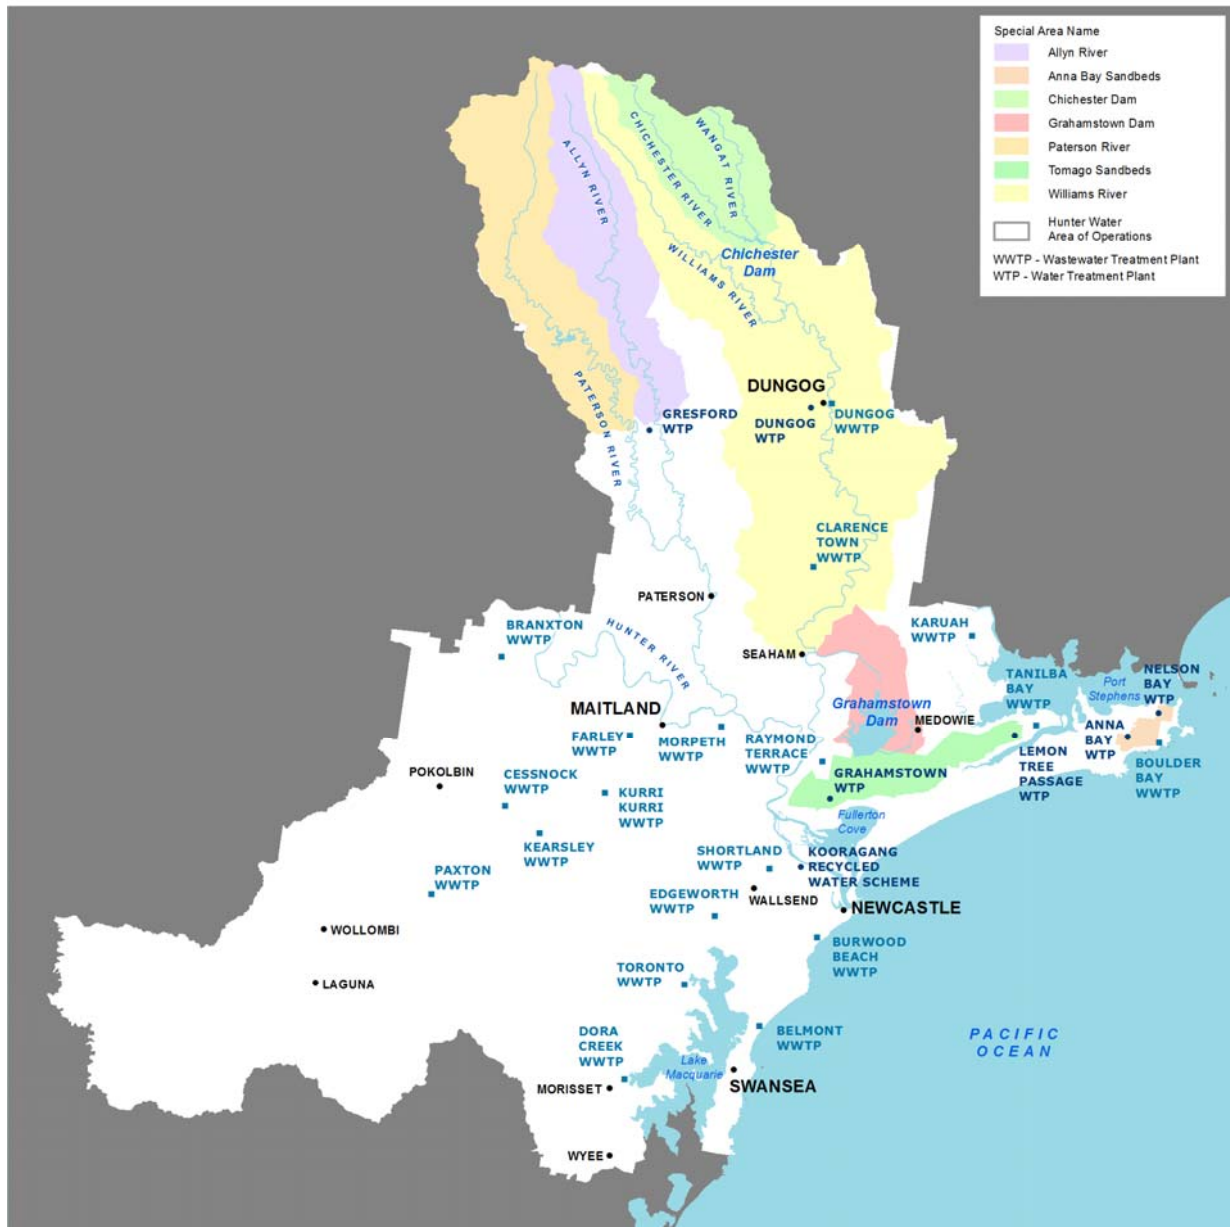 Special Area Name
Allyn River
Anna Bay Sandbeds
Chichester Dam
Grahamstown Dam
Paterson River
Tomago Sandbeds
Williams River
Hunter Water
Area of Operations
WWTP - Wastewater Treatment Plant
WTP - Water Treatment Plant
ALLYN RIVER
CHICHESTER RIVER
WANGAT RIVER
WILLIAMS RIVER
Chichester
Dam
PATERSON RIVER
DUNGOG
GRESFORD
WTP
DUNGOG
WTP
DUNGOG
WWTP
CLARENCE
TOWN
WWTP
PATERSON
BRANXTON
WWTP
HUNTER RIVER
SEAHAM
KARUAH
WWTP
TANILBA
BAY
WWTP
Port
Stephens
NELSON
BAY
WTP
MAITLAND
Grahamstown
Dam
MEDOWIE
FARLEY
WWTP
MORPETH
WWTP
RAYMOND
TERRACE
WWTP
ANNA
BAY
WTP
LEMON
TREE
PASSAGE
WTP
BOULDER
BAY
WWTP
POKOLBIN
CESSNOCK
WWTP
GRAHAMSTOWN
WTP
KURRI
KURRI
WWTP
Fullerton
Cove
KEARSLEY
WWTP
SHORTLAND
WWTP
KOORAGANG
RECYCLED
WATER SCHEME
PAXTON
WWTP
EDGEWORTH
WWTP
WALLSEND
NEWCASTLE
WOLLOMBI
BURWOOD
BEACH
WWTP
TORONTO
WWTP
LAGUNA
DORA
CREEK
WWTP
BELMONT
WWTP
PACIFIC
OCEAN
Lake
Macquarie
MORISSET
SWANSEA
WYEE